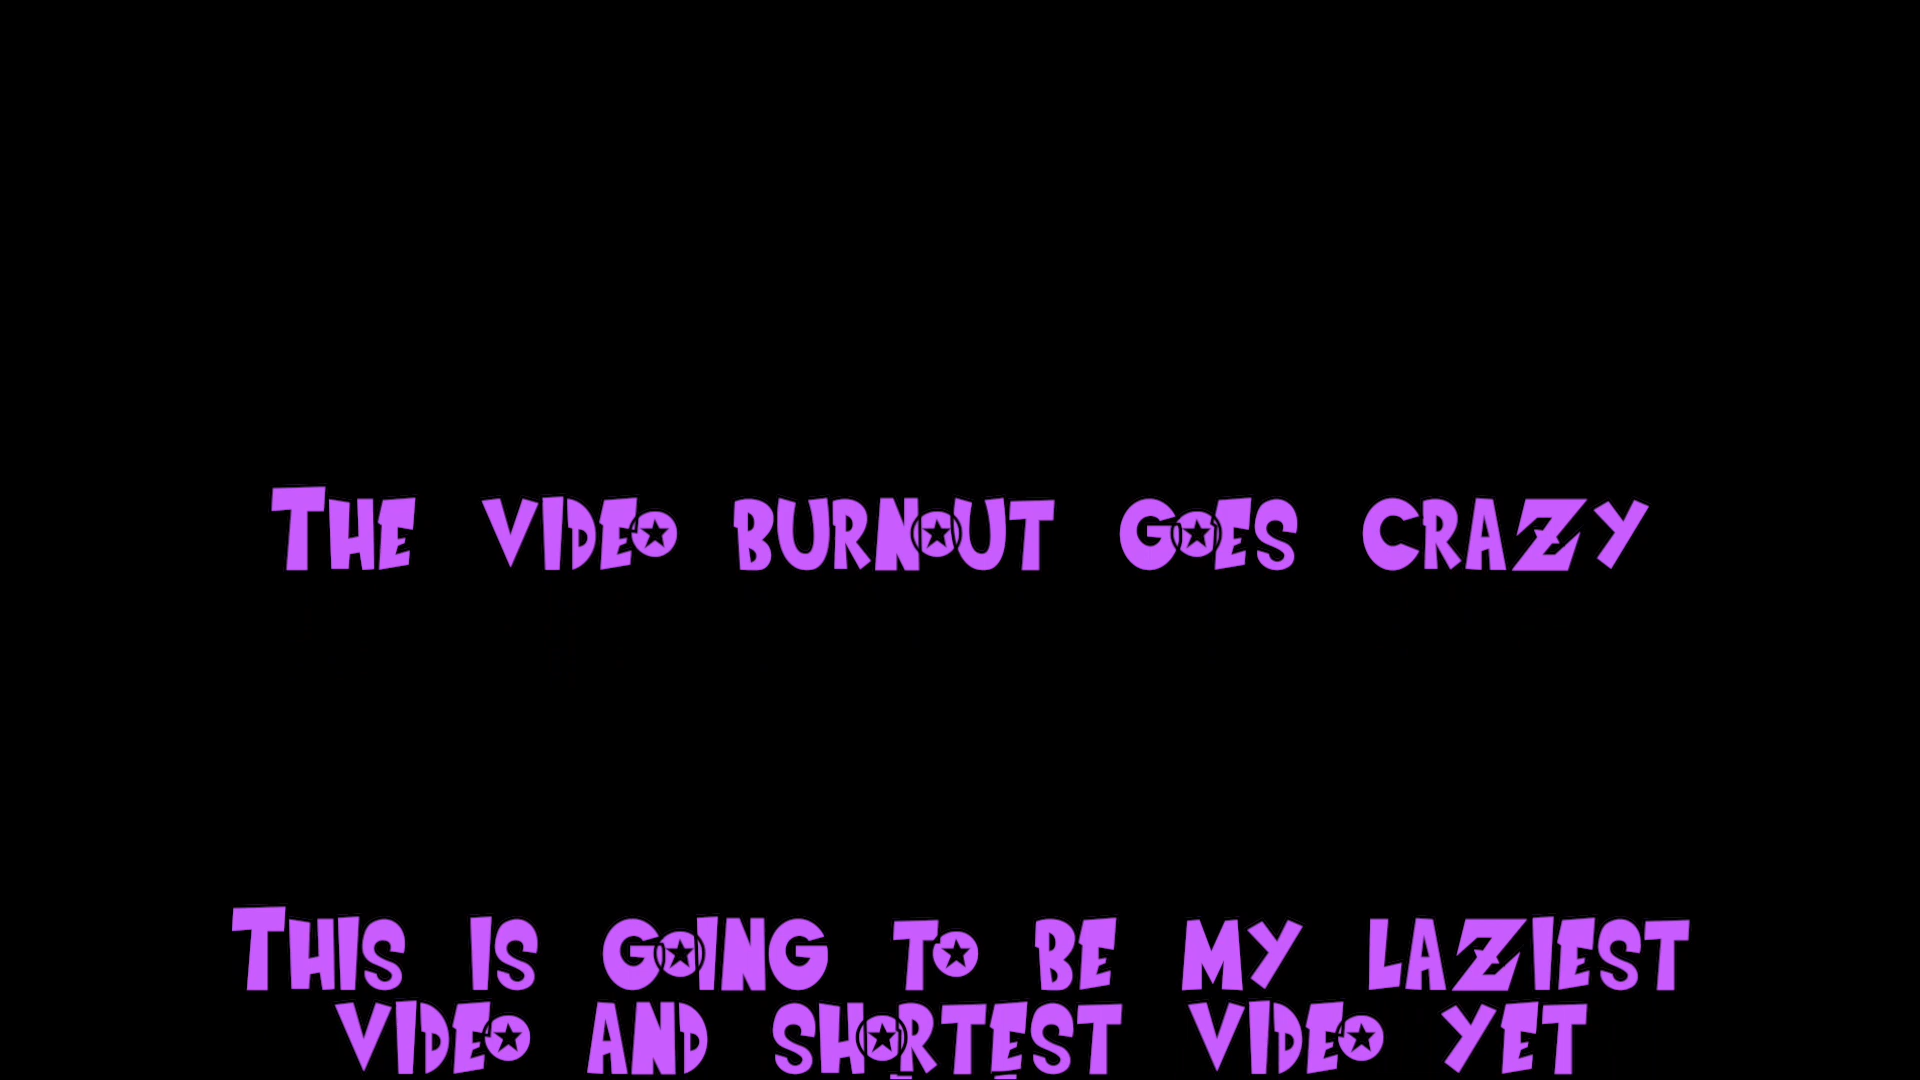 The video burnout goes crazy
This is going to be my laziest
video and shortest video yet